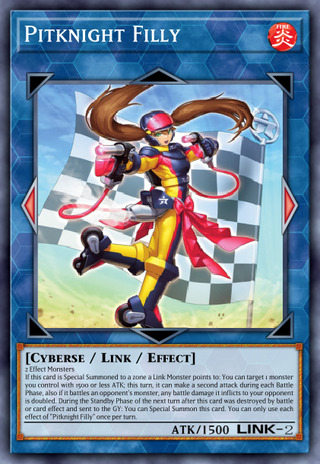 Pitknight Filly
FIRE
炎
[Cyberse / Link / Effect]
2 Effect Monsters
If this card is Special Summoned to a zone a Link Monster points to: You can target 1 monster
you control with 1500 or less ATK; this turn, it can make a second attack during each Battle
Phase, also if it battles an opponent's monster, any battle damage it inflicts to your opponent
is doubled. During the Standby Phase of the next turn after this card was destroyed by battle
or card effect and sent to the GY: You can Special Summon this card. You can only use each
effect of "Pitknight Filly" once per turn.
ATK/1500 LINK-2